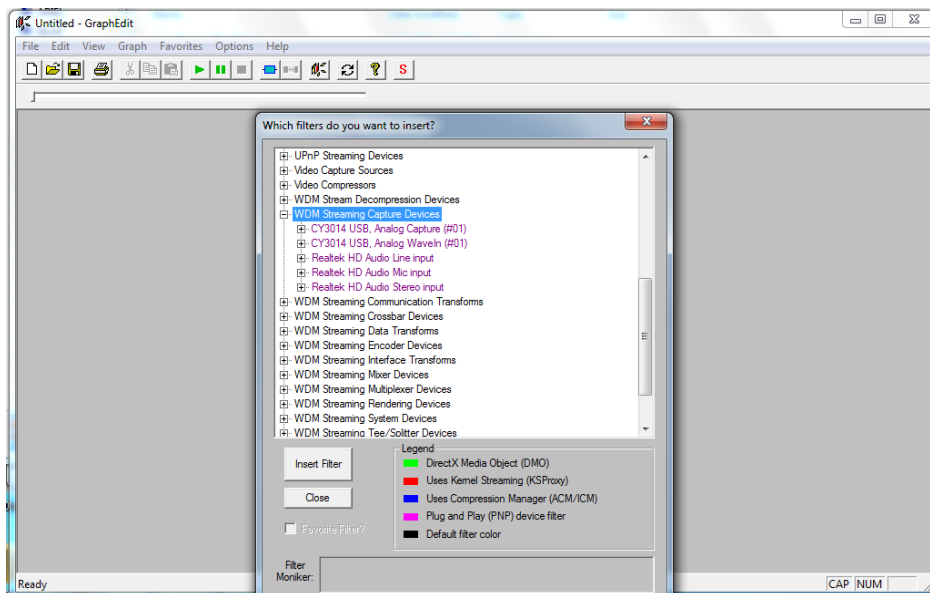 Untitled - GraphEdit
File Edit View Graph Favorites Options Help
S
Which filters do you want to insert?
UPnP Streaming Devices
Video Capture Sources
Video Compressors
WDM Stream Decompression Devices
WDM Streaming Capture Devices
CY3014 USB, Analog Capture (#01)
CY3014 USB, Analog WaveIn (#01)
Realtek HD Audio Line input
Realtek HD Audio Mic input
Realtek HD Audio Stereo input
WDM Streaming Communication Transforms
WDM Streaming Crossbar Devices
WDM Streaming Data Transforms
WDM Streaming Encoder Devices
WDM Streaming Interface Transforms
WDM Streaming Mixer Devices
WDM Streaming Multiplexer Devices
WDM Streaming Rendering Devices
WDM Streaming System Devices
WDM Streaming Tee/Splitter Devices
Legend
Insert Filter
DirectX Media Object (DMO)
Uses Kernel Streaming (KSProxy)
Close
Uses Compression Manager (ACM/ICM)
Plug and Play (PNP) device filter
Favorite Filter?
Default filter color
Filter
Moniker:
Ready
CAP NUM